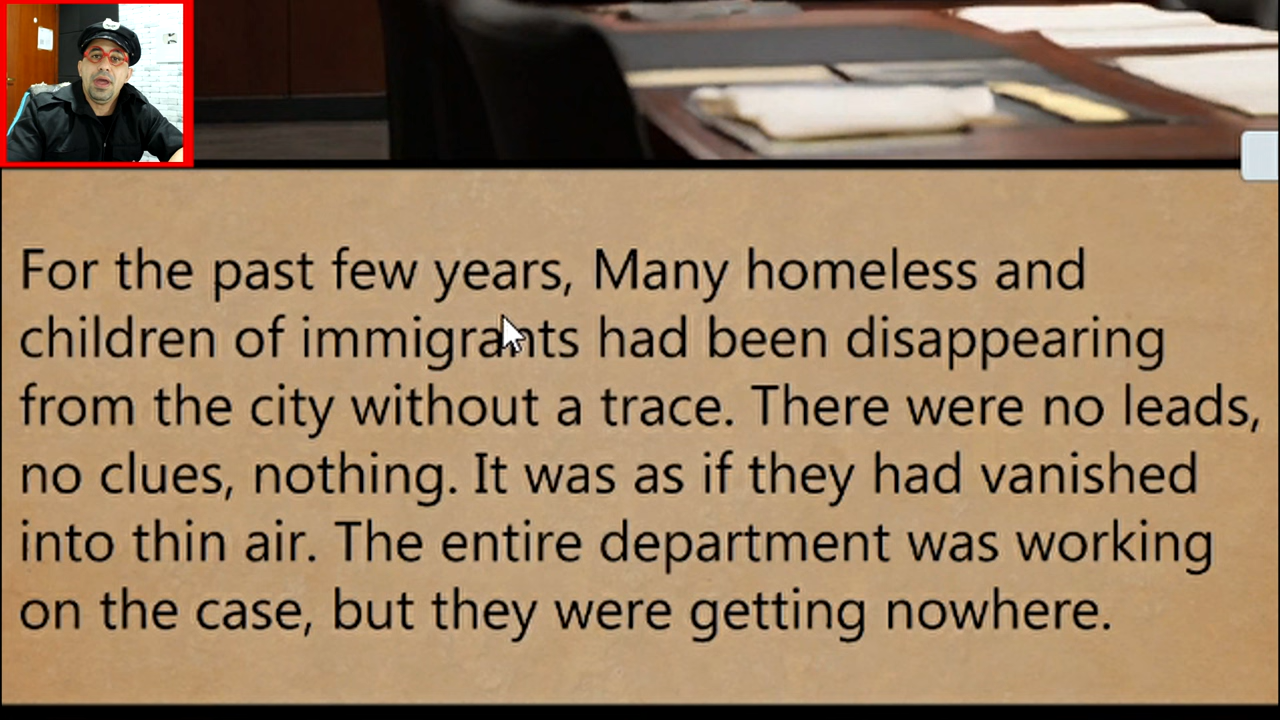 For the past few years, Many homeless and
children of immigrants had been disappearing
from the city without a trace. There were no leads,
no clues, nothing. It was as if they had vanished
into thin air. The entire department was working
on the case, but they were getting nowhere.